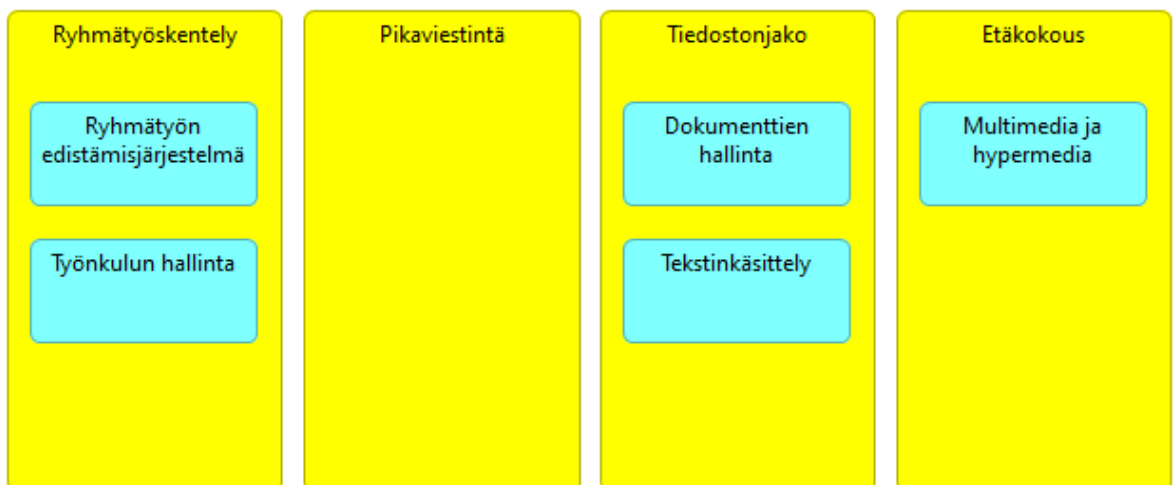 Ryhmätyöskentely
Pikaviestintä
Tiedostonjako
Etäkokous
Ryhmätyön
edistämisjärjestelmä
Dokumenttien
hallinta
Multimedia ja
hypermedia
Työnkulun hallinta
Tekstinkäsittely